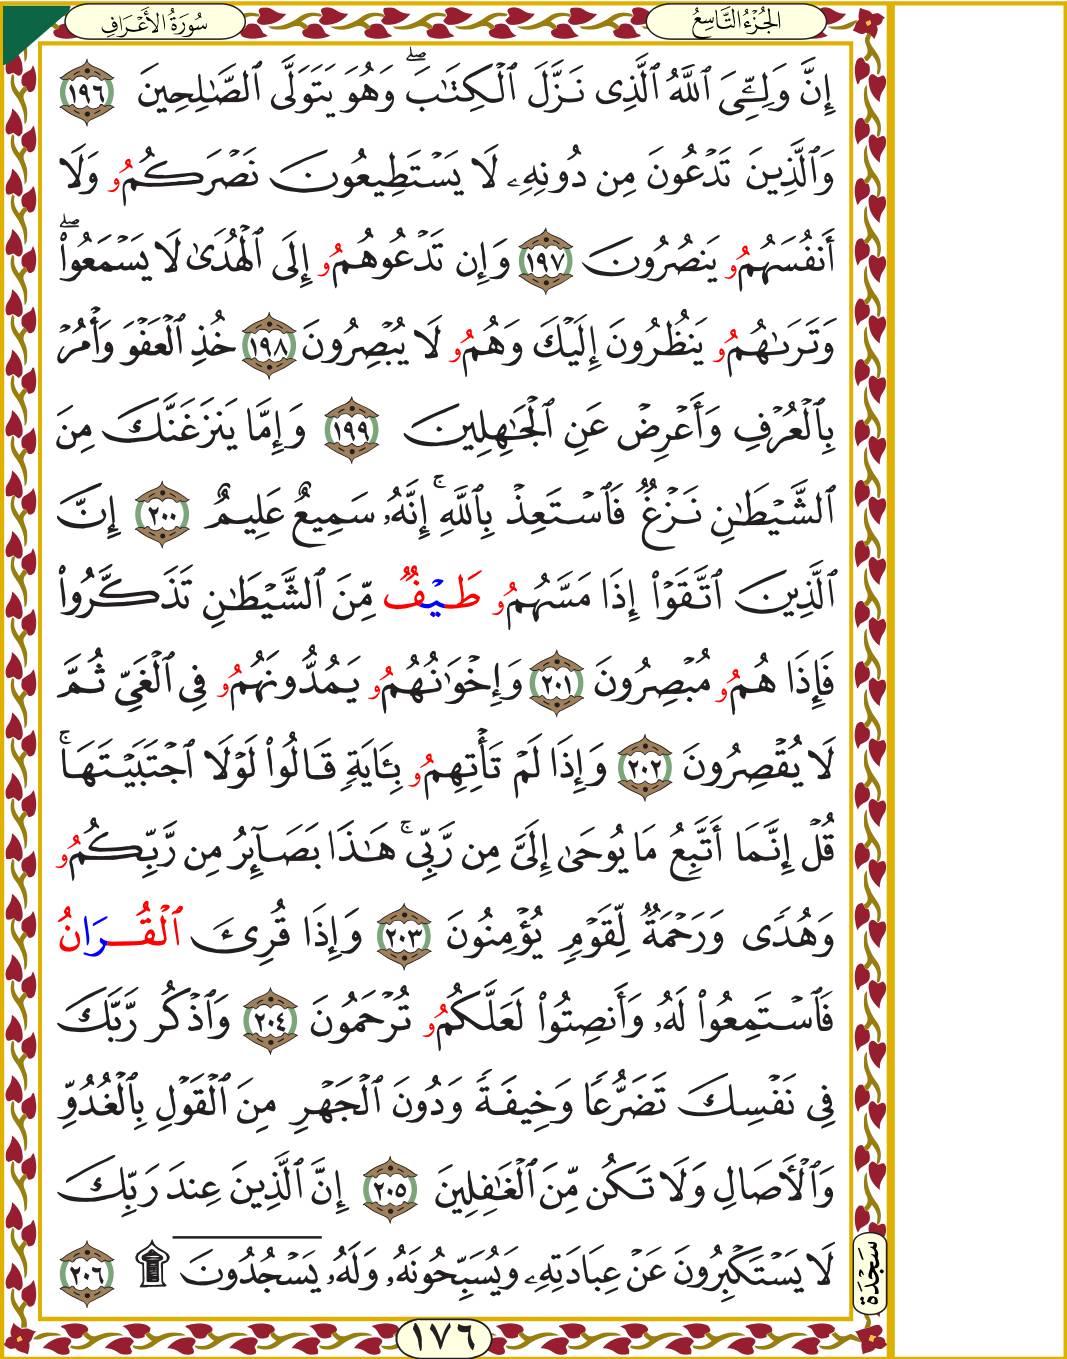 الجُزْءُ التَّاسِعُ
سُورَةُ الأَعْرَافِ
إِنَّ وَلِـِّۧيَ ٱللَّهُ ٱلَّذِى نَزَّلَ ٱلْكِتَٰبَۖ وَهُوَ يَتَوَلَّى ٱلصَّٰلِحِينَ ١٩٦
وَٱلَّذِينَ تَدْعُونَ مِن دُونِهِۦ لَا يَسْتَطِيعُونَ نَصْرَكُمُۥ وَلَا
أَنفُسَهُمُۥ يَنصُرُونَ ١٩٧ وَإِن تَدْعُوهُمُۥ إِلَى ٱلْهُدَىٰ لَا يَسْمَعُوا۟ۖ
وَتَرَىٰهُمُۥ يَنظُرُونَ إِلَيْكَ وَهُمُۥ لَا يُبْصِرُونَ ١٩٨ خُذِ ٱلْعَفْوَ وَأْمُرْ
بِٱلْعُرْفِ وَأَعْرِضْ عَنِ ٱلْجَٰهِلِينَ ١٩٩ وَإِمَّا يَنزَغَنَّكَ مِنَ
ٱلشَّيْطَٰنِ نَزْغٌ فَٱسْتَعِذْ بِٱللَّهِۚ إِنَّهُۥ سَمِيعٌ عَلِيمٌ ٢٠٠ إِنَّ
ٱلَّذِينَ ٱتَّقَوْا۟ إِذَا مَسَّهُمُۥ طَيْفٌ مِّنَ ٱلشَّيْطَٰنِ تَذَكَّرُوا۟
فَإِذَا هُمُۥ مُبْصِرُونَ ٢٠١ وَإِخْوَٰنُهُمُۥ يَمُدُّونَهُمُۥ فِى ٱلْغَىِّ ثُمَّ
لَا يُقْصِرُونَ ٢٠٢ وَإِذَا لَمْ تَأْتِهِمُۥ بِـَٔايَةٍ قَالُوا۟ لَوْلَا ٱجْتَبَيْتَهَاۚ
قُلْ إِنَّمَا أَتَّبِعُ مَا يُوحَىٰ إِلَىَّ مِن رَّبِّىۚ هَٰذَا بَصَآئِرُ مِن رَّبِّكُمُۥ
وَهُدًى وَرَحْمَةٌ لِّقَوْمٍ يُؤْمِنُونَ ٢٠٣ وَإِذَا قُرِئَ ٱلْقُرَانُ
فَٱسْتَمِعُوا۟ لَهُۥ وَأَنصِتُوا۟ لَعَلَّكُمُۥ تُرْحَمُونَ ٢٠٤ وَٱذْكُر رَّبَّكَ
فِى نَفْسِكَ تَضَرُّعًا وَخِيفَةً وَدُونَ ٱلْجَهْرِ مِنَ ٱلْقَوْلِ بِٱلْغُدُوِّ
وَٱلْأَصَالِ وَلَا تَكُن مِّنَ ٱلْغَٰفِلِينَ ٢٠٥ إِنَّ ٱلَّذِينَ عِندَ رَبِّكَ
لَا يَسْتَكْبِرُونَ عَنْ عِبَادَتِهِۦ وَيُسَبِّحُونَهُۥ وَلَهُۥ يَسْجُدُونَ ۩ ٢٠٦
سَجْدَة
١٧٦